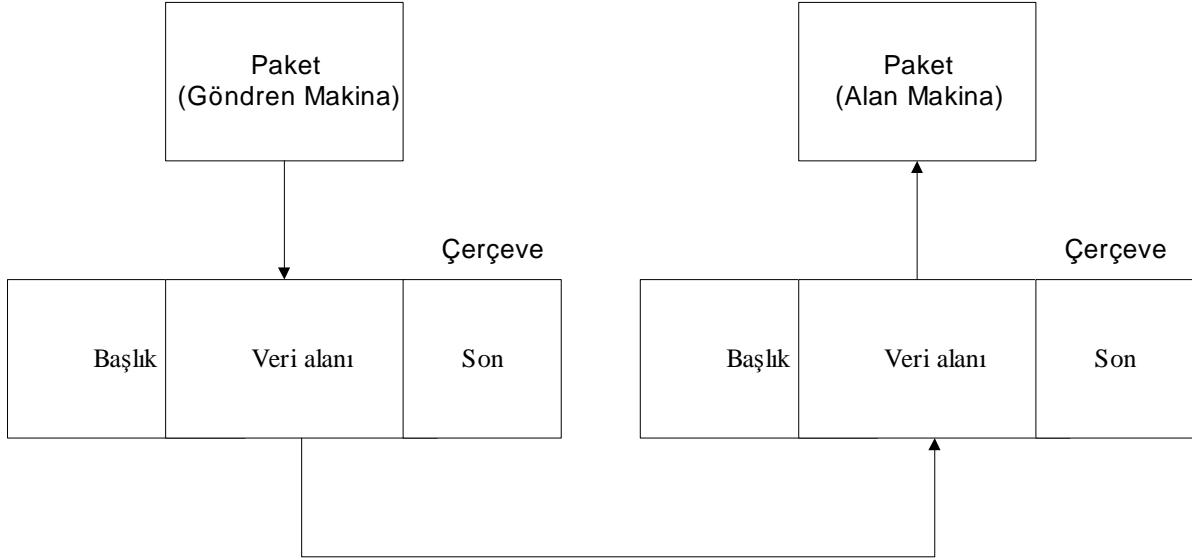 Paket
(Göndren Makina)
Paket
(Alan Makina)
Çerçeve
Çerçeve
Başlık
Veri alanı
Son
Başlık
Veri alanı
Son